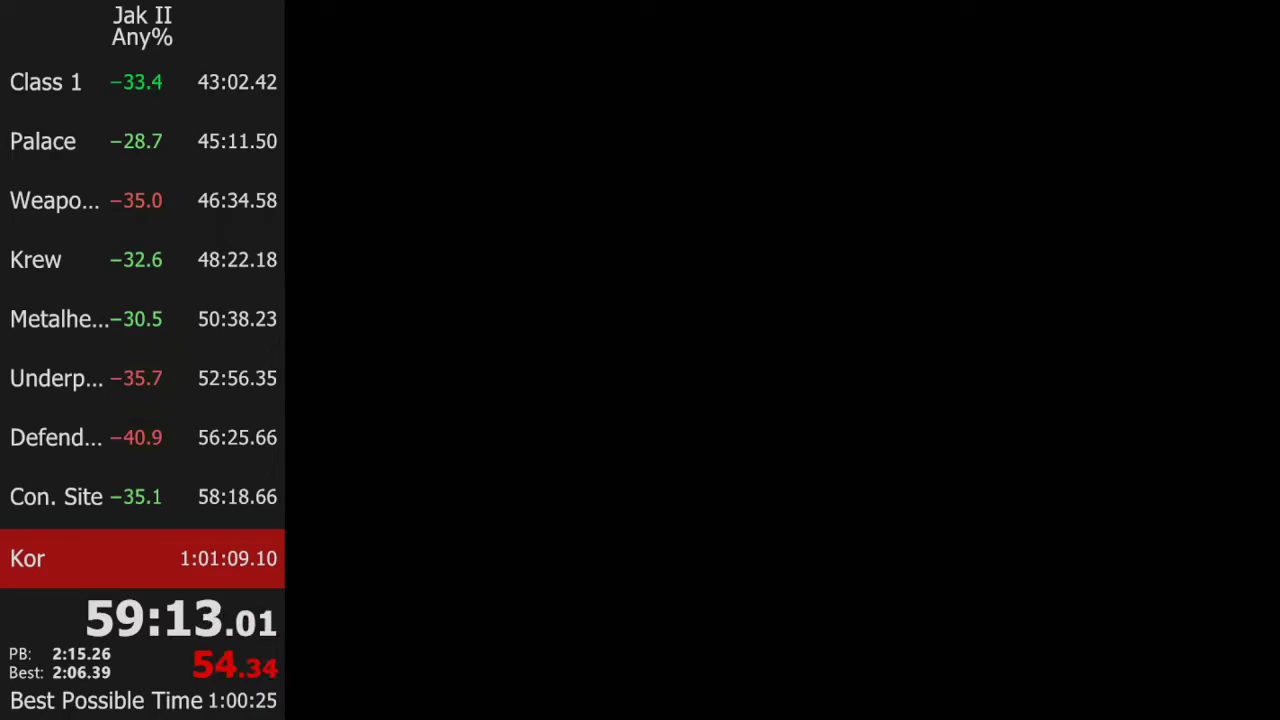 Jak II
Any%
Class 1 −33.4 43:02.42
Palace −28.7 45:11.50
Weapo... −35.0 46:34.58
Krew −32.6 48:22.18
Metalhe... −30.5 50:38.23
Underp... −35.7 52:56.35
Defend... −40.9 56:25.66
Con. Site −35.1 58:18.66
Kor 1:01:09.10
59:13.01
PB: 2:15.26
Best: 2:06.39
54.34
Best Possible Time 1:00:25